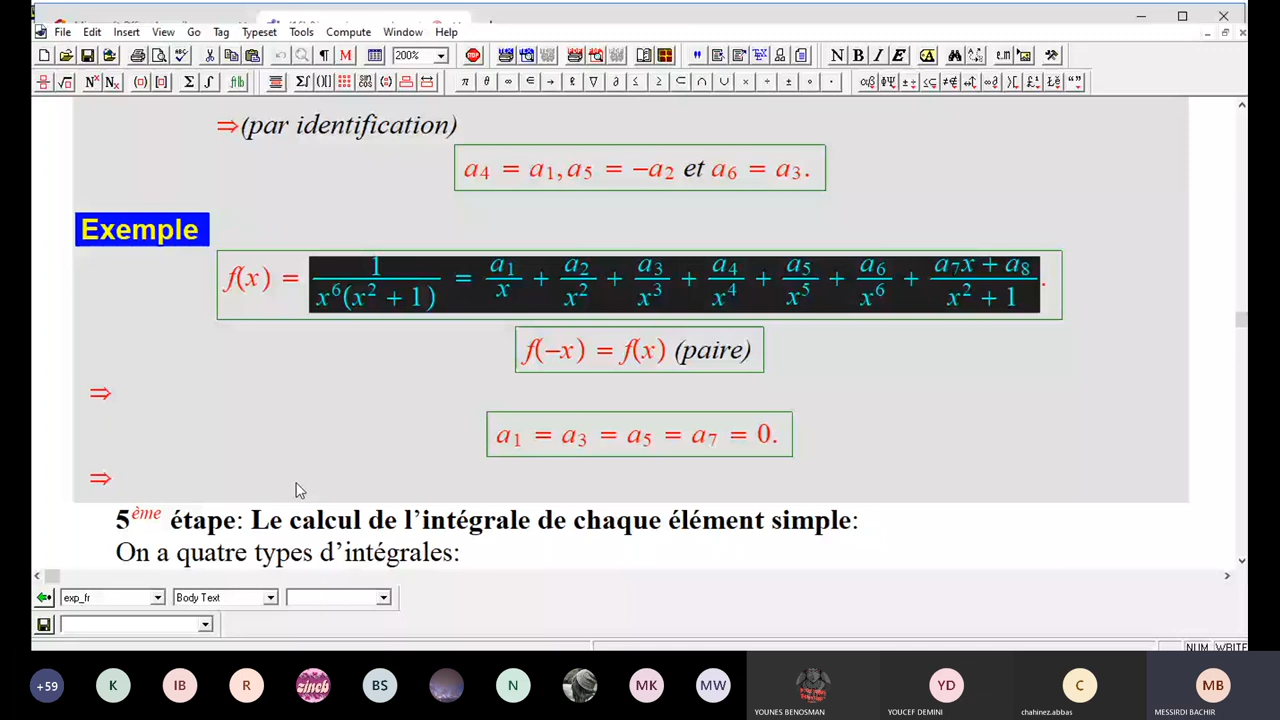 File Edit Insert View Go Tag Typeset Tools Compute Window Help
200%
⇒(par identification)
a₄ = a₁, a₅ = −a₂ et a₆ = a₃.
Exemple
f(x) = 1/(x⁶(x² + 1)) = a₁/x + a₂/x² + a₃/x³ + a₄/x⁴ + a₅/x⁵ + a₆/x⁶ + (a₇x + a₈)/(x² + 1).
f(−x) = f(x) (paire)
⇒
a₁ = a₃ = a₅ = a₇ = 0.
⇒
5ème étape: Le calcul de l’intégrale de chaque élément simple:
On a quatre types d’intégrales:
exp_fr Body Text
NUM WRITE
+59 K IB R zineb BS N MK MW YD C MB
YOUNES BENOSMAN YOUCEF DEMINI chahinez.abbas MESSIRDI BACHIR